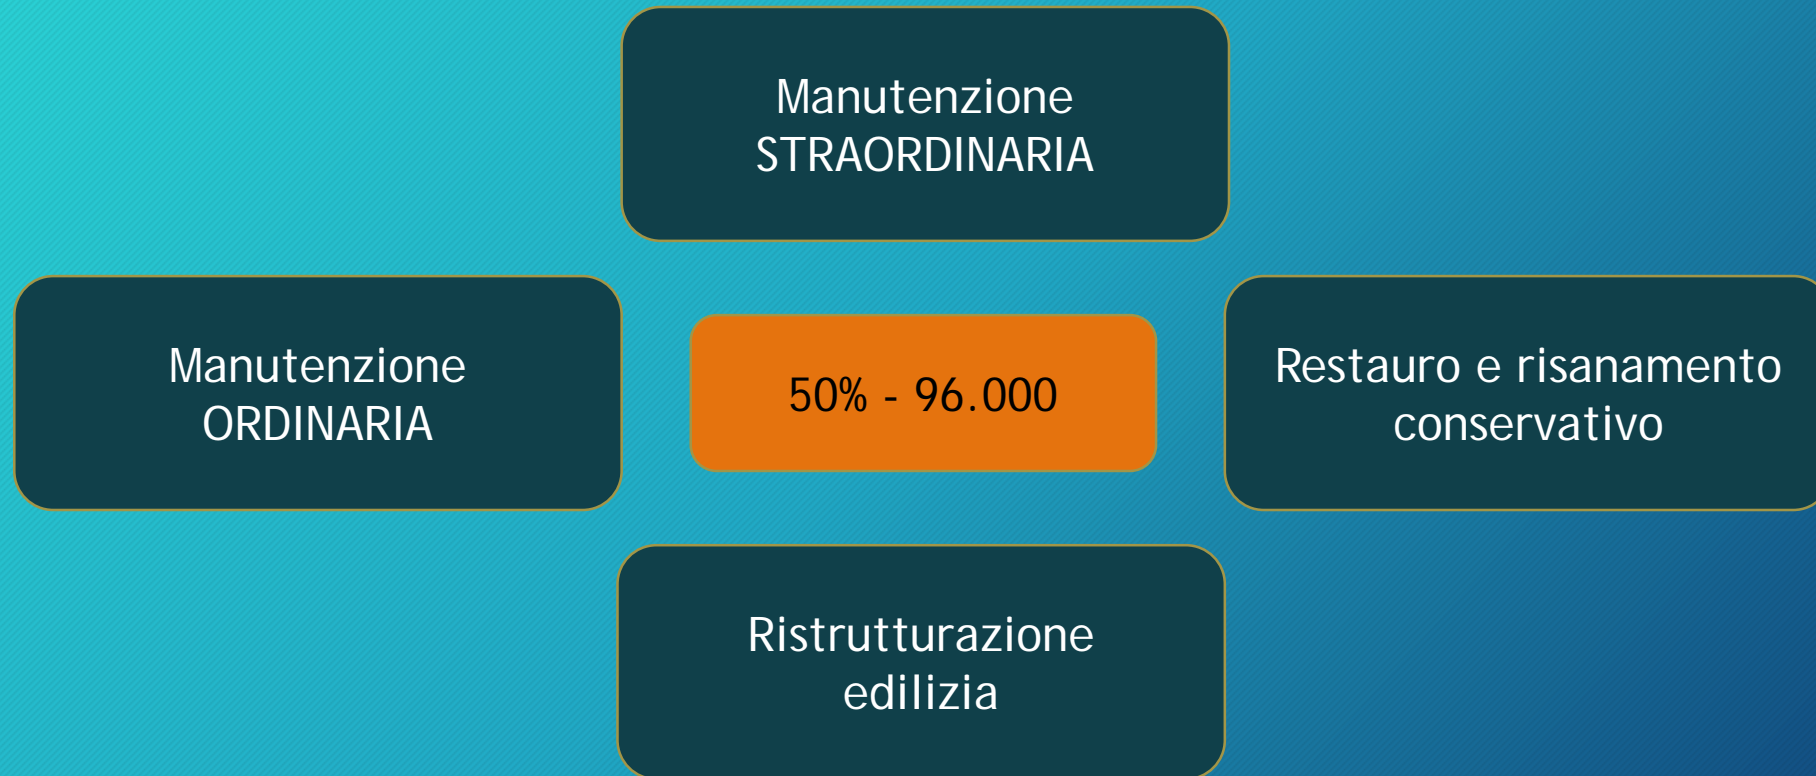 Manutenzione
STRAORDINARIA
Manutenzione
ORDINARIA
50% - 96.000
Restauro e risanamento
conservativo
Ristrutturazione
edilizia